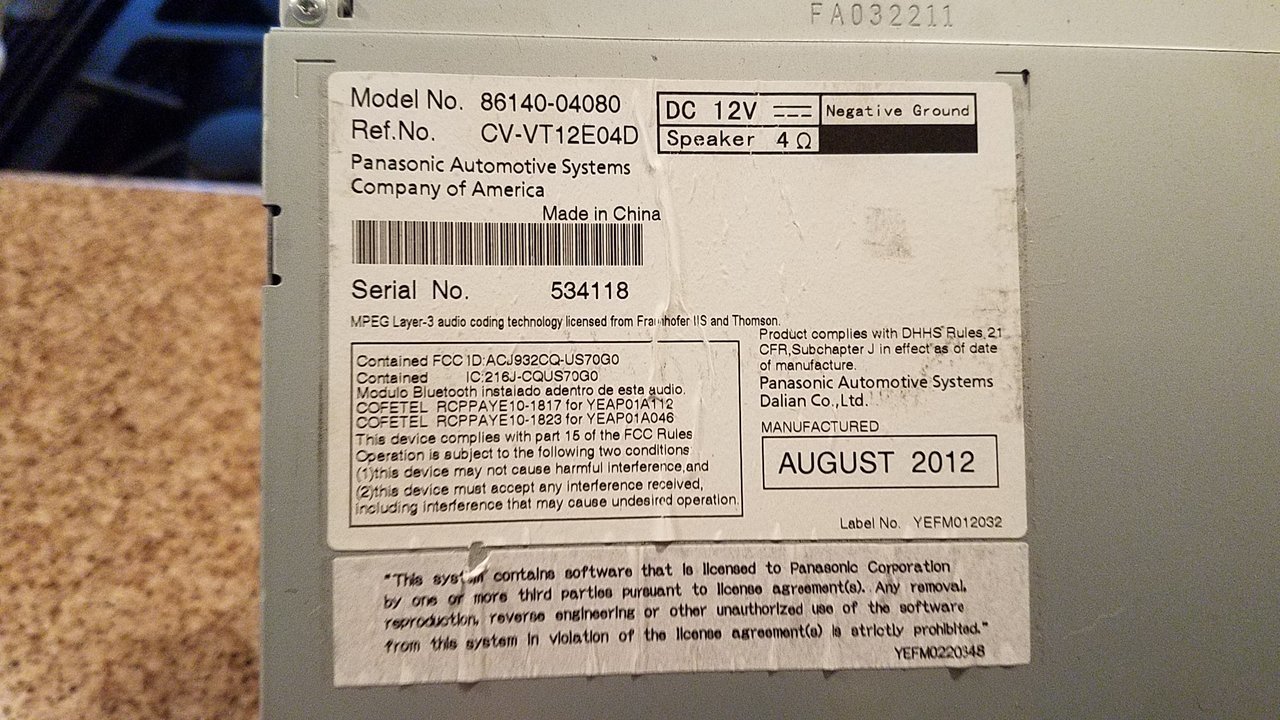 FA032211
Model No. 86140-04080
Ref.No. CV-VT12E04D
Panasonic Automotive Systems
Company of America
Made in China
DC 12V Negative Ground
Speaker 4 Ω
Serial No. 534118
MPEG Layer-3 audio coding technology licensed from Fraunhofer IIS and Thomson.
Contained FCC ID:ACJ932CQ-US70G0
Contained IC:216J-CQUS70G0
Modulo Bluetooth instalado adentro de esta audio.
COFETEL RCPPAYE10-1817 for YEAP01A112
COFETEL RCPPAYE10-1823 for YEAP01A046
This device complies with part 15 of the FCC Rules
Operation is subject to the following two conditions
(1)this device may not cause harmful interference,and
(2)this device must accept any interference received,
including interference that may cause undesired operation.
Product complies with DHHS Rules 21
CFR,Subchapter J in effect as of date
of manufacture.
Panasonic Automotive Systems
Dalian Co.,Ltd.
MANUFACTURED
AUGUST 2012
Label No. YEFM012032
"This system contains software that is licensed to Panasonic Corporation
by one or more third parties pursuant to license agreement(s). Any removal,
reproduction, reverse engineering or other unauthorized use of the software
from this system in violation of the license agreement(s) is strictly prohibited."
YEFM0220348